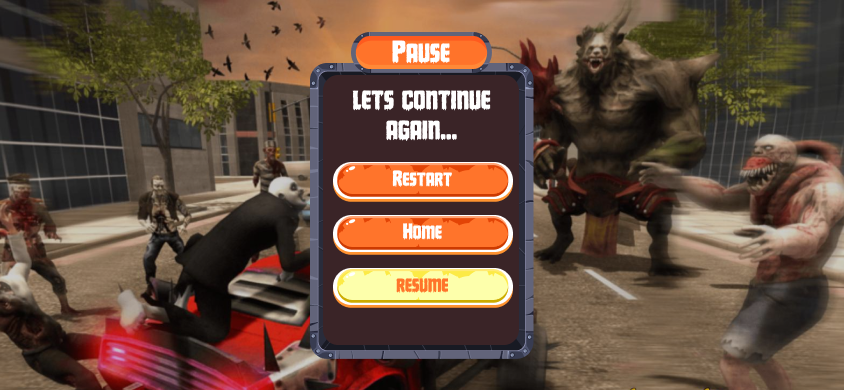 PAUSE
LETS CONTINUE
AGAIN...
RESTART
HOME
RESUME